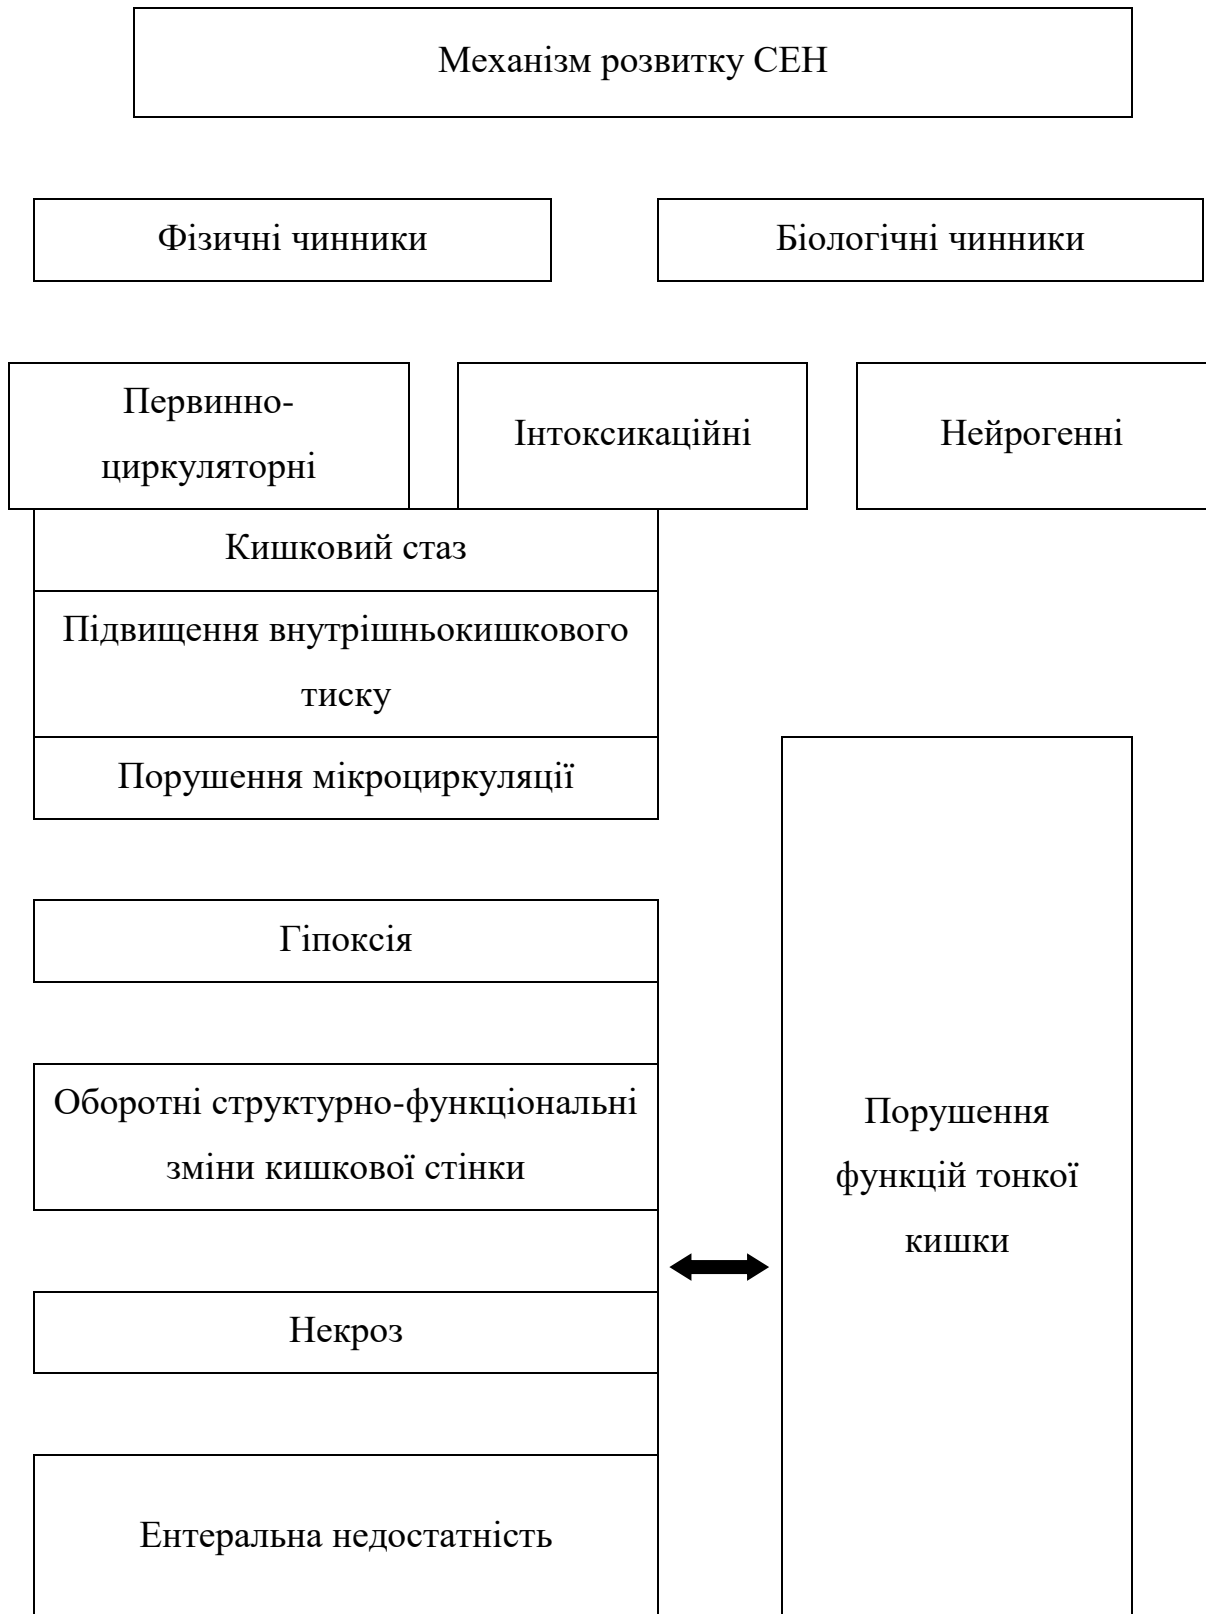 Механізм розвитку СЕН
Фізичні чинники
Біологічні чинники
Первинно-
циркуляторні
Інтоксикаційні
Нейрогенні
Кишковий стаз
Підвищення внутрішньокишкового
тиску
Порушення мікроциркуляції
Гіпоксія
Оборотні структурно-функціональні
зміни кишкової стінки
Порушення
функцій тонкої
кишки
Некроз
Ентеральна недостатність